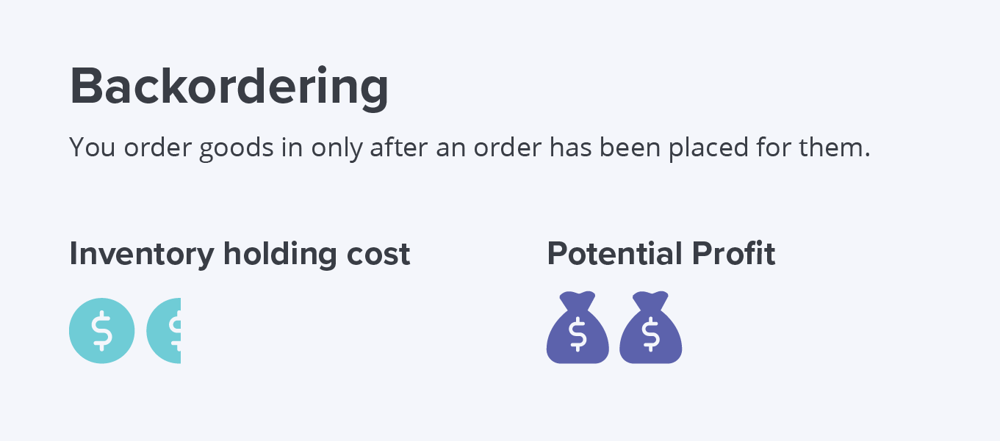 Backordering
You order goods in only after an order has been placed for them.
Inventory holding cost
$ $
Potential Profit
$ $